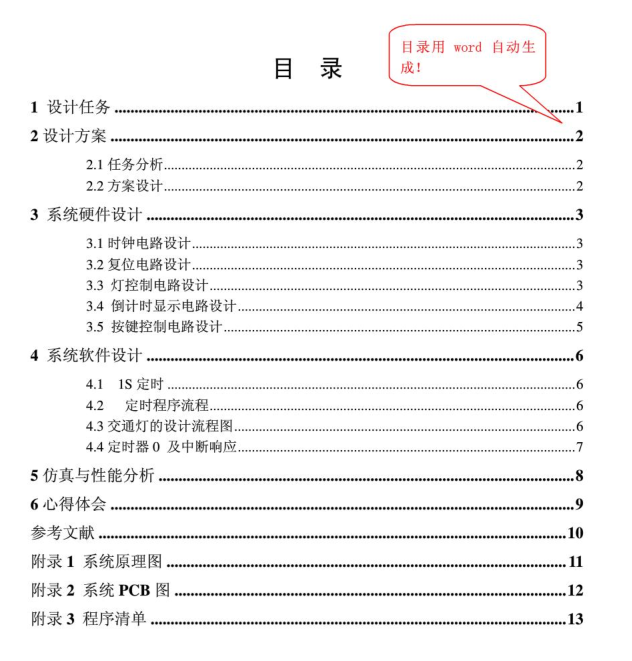 目录用 word 自动生
成！
目 录
1 设计任务 ........................................................................1
2 设计方案 ........................................................................2
2.1 任务分析........................................................................2
2.2 方案设计........................................................................2
3 系统硬件设计 ........................................................................3
3.1 时钟电路设计........................................................................3
3.2 复位电路设计........................................................................3
3.3 灯控制电路设计........................................................................3
3.4 倒计时显示电路设计........................................................................4
3.5 按键控制电路设计........................................................................5
4 系统软件设计 ........................................................................6
4.1 1S 定时 ........................................................................6
4.2 定时程序流程........................................................................6
4.3 交通灯的设计流程图........................................................................6
4.4 定时器 0 及中断响应........................................................................7
5 仿真与性能分析 ........................................................................8
6 心得体会 ........................................................................9
参考文献 ........................................................................10
附录 1 系统原理图 ........................................................................11
附录 2 系统 PCB 图 ........................................................................12
附录 3 程序清单 ........................................................................13